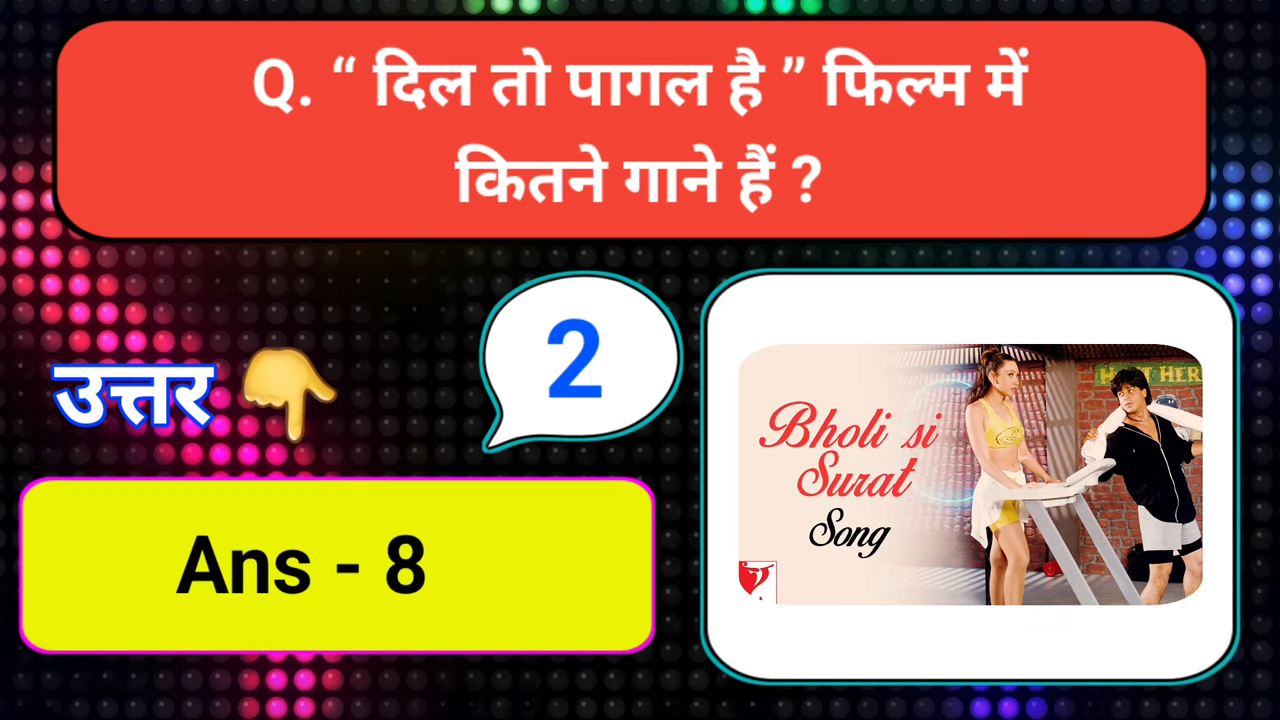 Q. “ दिल तो पागल है ” फिल्म में
कितने गाने हैं ?
उत्तर
2
Ans - 8
Bholi si
Surat
Song